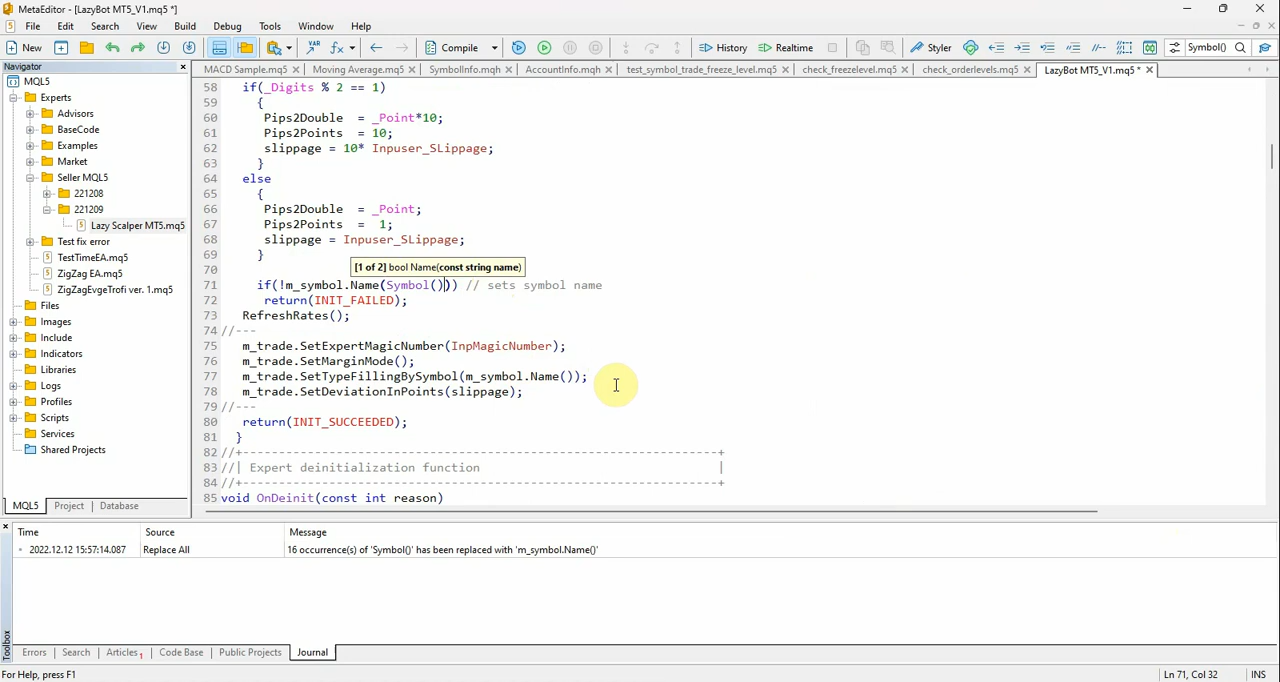 MetaEditor - [LazyBot MT5_V1.mq5 *]
File Edit Search View Build Debug Tools Window Help
New Compile History Realtime Styler Symbol()
Navigator
MACD Sample.mq5 Moving Average.mq5 SymbolInfo.mqh AccountInfo.mqh test_symbol_trade_freeze_level.mq5 check_freezelevel.mq5 check_orderlevels.mq5 LazyBot MT5_V1.mq5 *
MQL5
Experts
Advisors
BaseCode
Examples
Market
Seller MQL5
221208
221209
Lazy Scalper MT5.mq5
Test fix error
TestTimeEA.mq5
ZigZag EA.mq5
ZigZagEvgeTrofi ver. 1.mq5
Files
Images
Include
Indicators
Libraries
Logs
Profiles
Scripts
Services
Shared Projects
MQL5 Project Database
58 if(_Digits % 2 == 1)
59 {
60 Pips2Double = _Point*10;
61 Pips2Points = 10;
62 slippage = 10* Inpuser_SLippage;
63 }
64 else
65 {
66 Pips2Double = _Point;
67 Pips2Points = 1;
68 slippage = Inpuser_SLippage;
69 }
70
[1 of 2] bool Name(const string name)
71 if(!m_symbol.Name(Symbol())) // sets symbol name
72 return(INIT_FAILED);
73 RefreshRates();
74 //---
75 m_trade.SetExpertMagicNumber(InpMagicNumber);
76 m_trade.SetMarginMode();
77 m_trade.SetTypeFillingBySymbol(m_symbol.Name());
78 m_trade.SetDeviationInPoints(slippage);
79 //---
80 return(INIT_SUCCEEDED);
81 }
82 //+------------------------------------------------------------------+
83 //| Expert deinitialization function |
84 //+------------------------------------------------------------------+
85 void OnDeinit(const int reason)
Time Source Message
2022.12.12 15:57:14.087 Replace All 16 occurrence(s) of 'Symbol()' has been replaced with 'm_symbol.Name()'
Toolbox
Errors Search Articles 1 Code Base Public Projects Journal
For Help, press F1 Ln 71, Col 32 INS